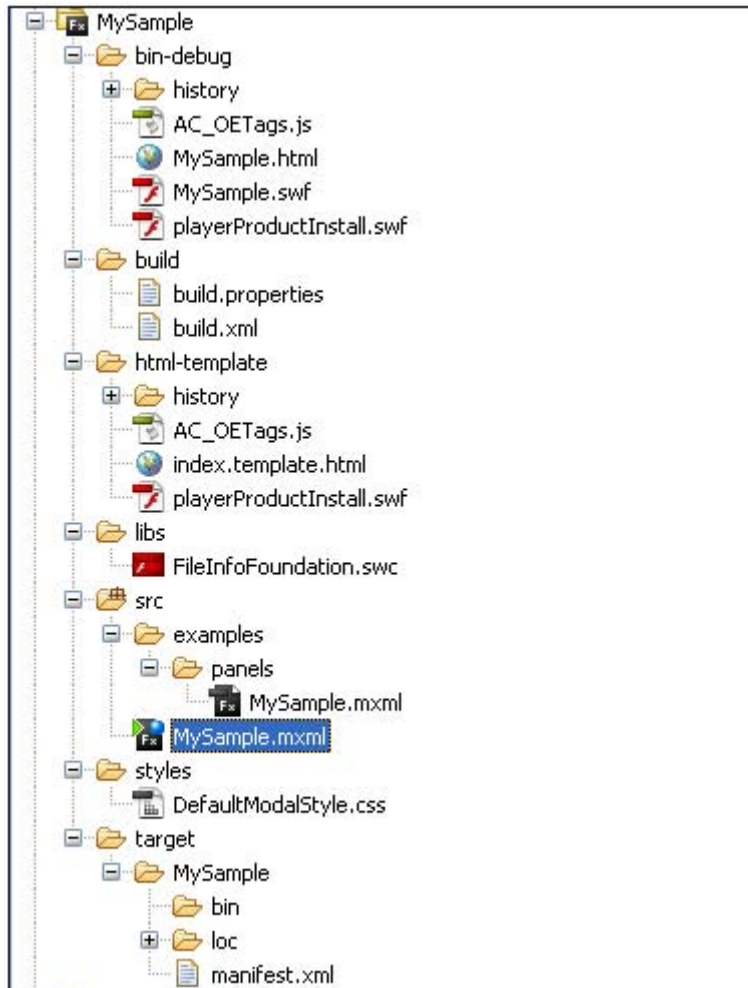 MySample
bin-debug
history
AC_OETags.js
MySample.html
MySample.swf
playerProductInstall.swf
build
build.properties
build.xml
html-template
history
AC_OETags.js
index.template.html
playerProductInstall.swf
libs
FileInfoFoundation.swc
src
examples
panels
MySample.mxml
MySample.mxml
styles
DefaultModalStyle.css
target
MySample
bin
loc
manifest.xml